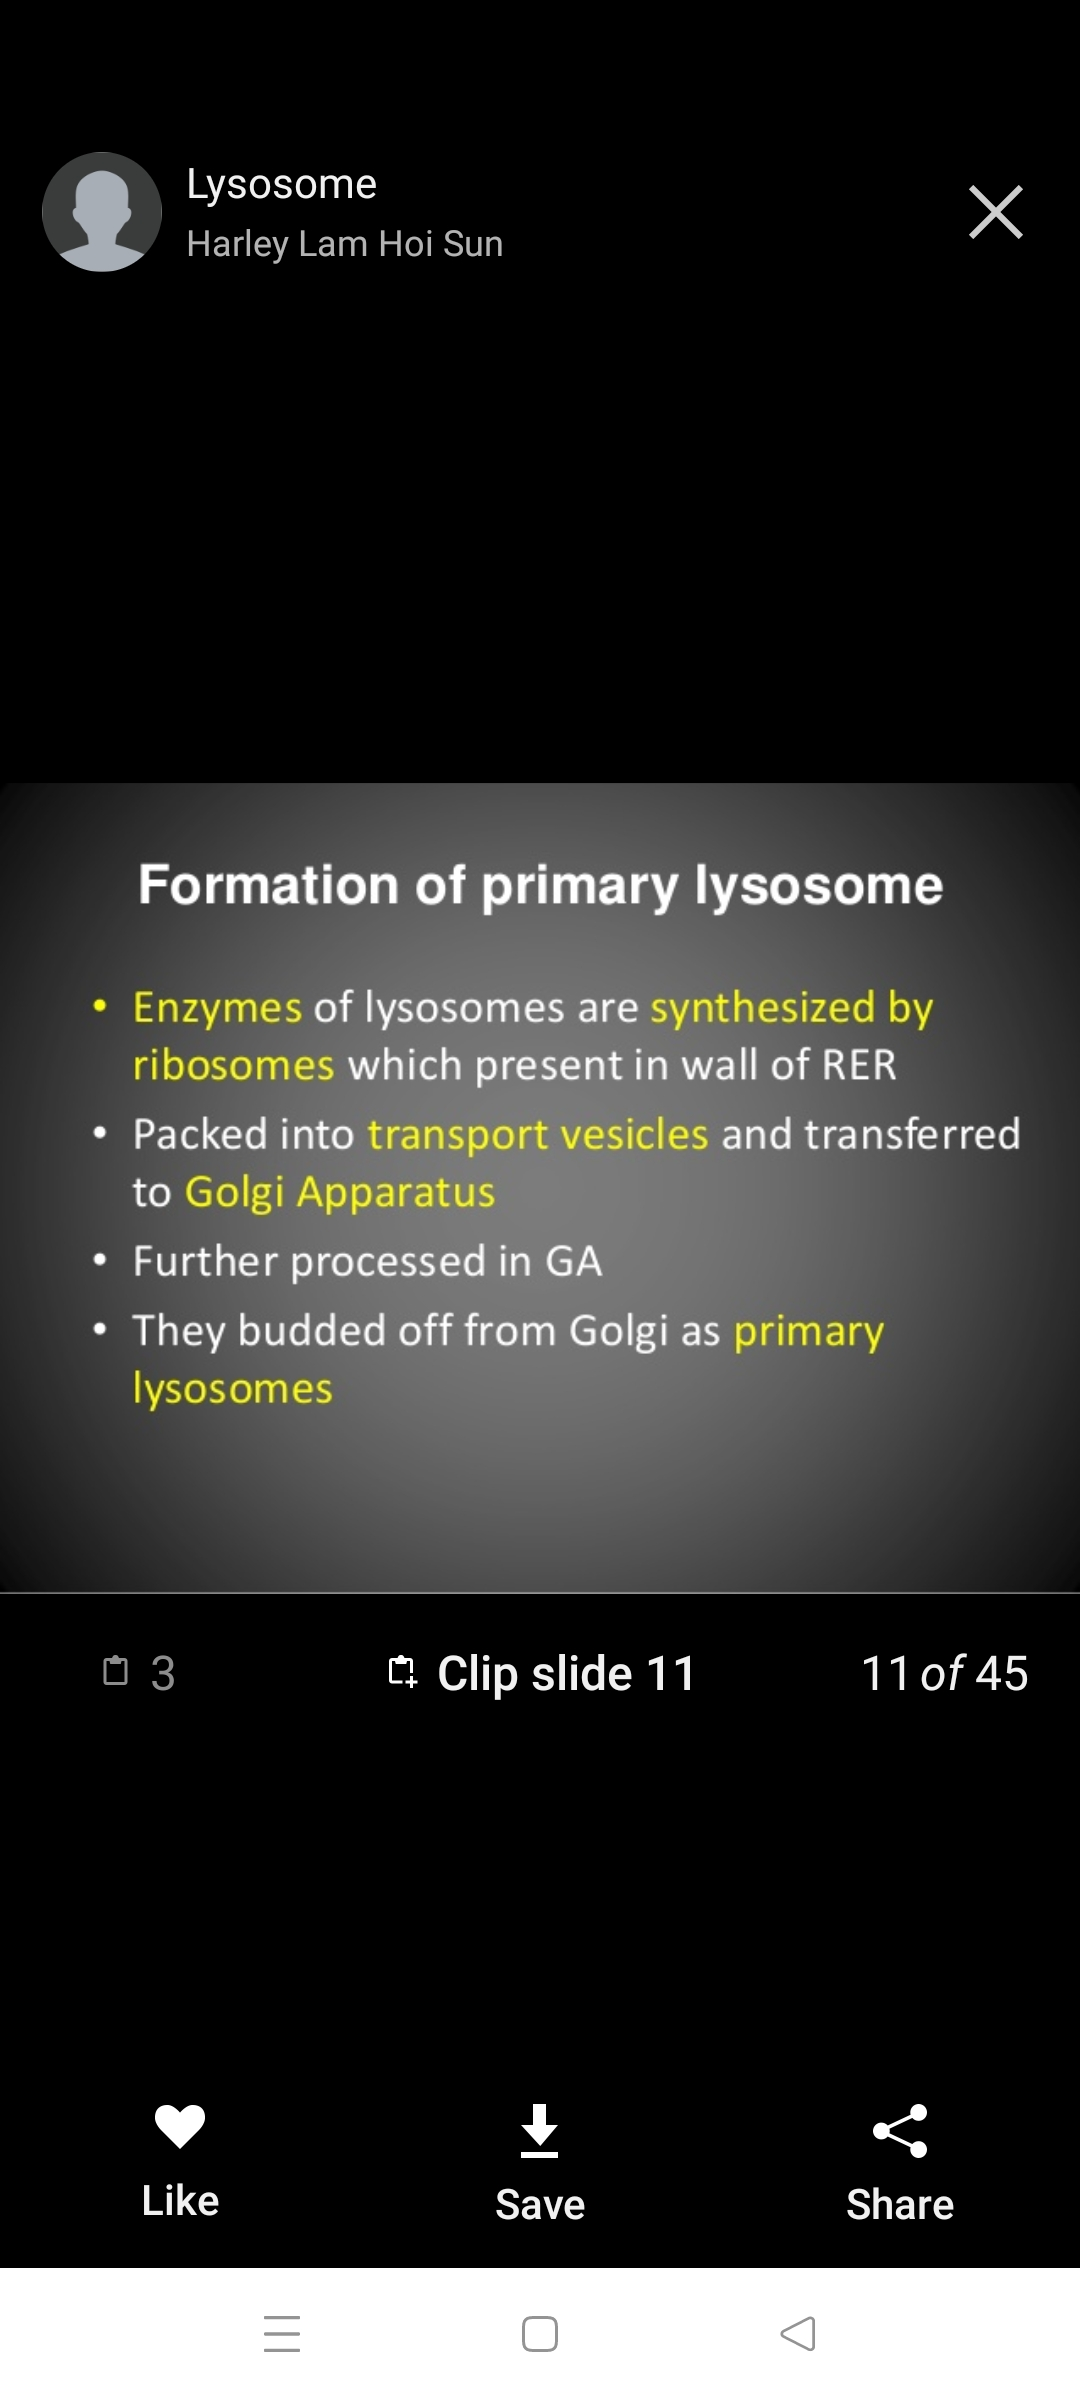 Lysosome
Harley Lam Hoi Sun
Formation of primary lysosome
• Enzymes of lysosomes are synthesized by
ribosomes which present in wall of RER
• Packed into transport vesicles and transferred
to Golgi Apparatus
• Further processed in GA
• They budded off from Golgi as primary
lysosomes
3 Clip slide 11 11 of 45
Like Save Share